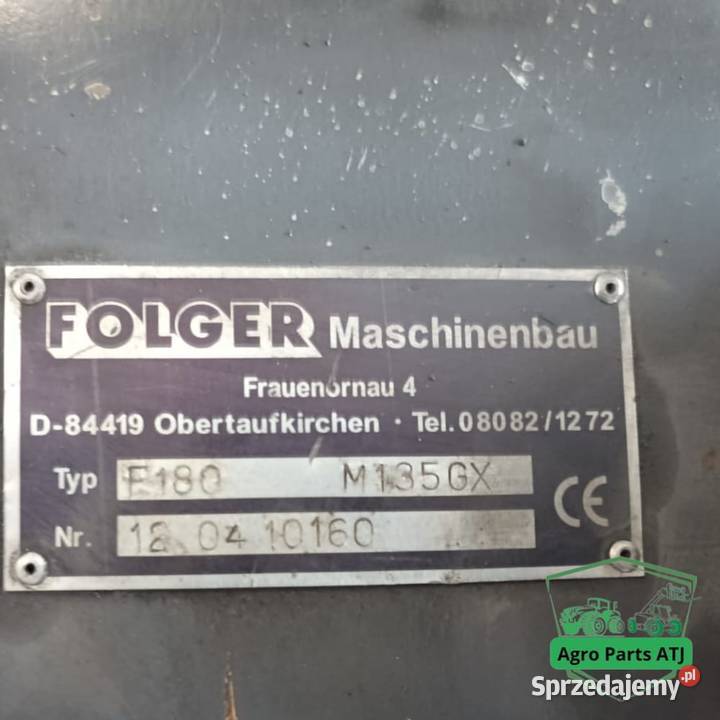 FOLGER Maschinenbau
Frauenornau 4
D-84419 Obertaufkirchen · Tel. 08082/1272
Typ F180 M135GX
Nr. 12.04 10160
CE
Agro Parts ATJ
Sprzedajemy.pl